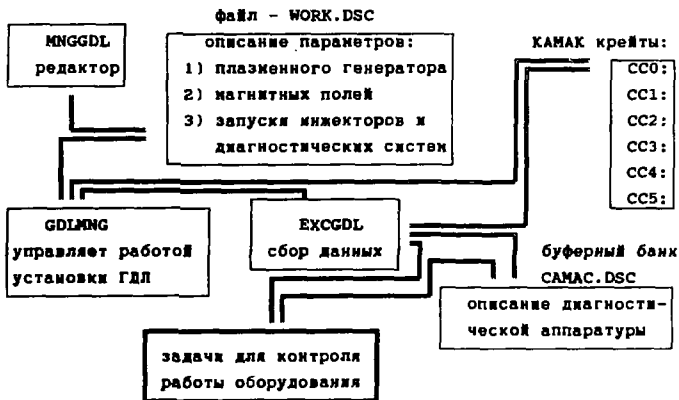 файл - WORK.DSC
MNGGDL
редактор
описание параметров:
1) плазменного генератора
2) магнитных полей
3) запуски инжекторов и
диагностических систем
КАМАК крейты:
CC0:
CC1:
CC2:
CC3:
CC4:
CC5:
GDLMNG
управляет работой
установки ГДЛ
EXCGDL
сбор данных
буферный банк
CAMAC.DSC
описание диагности-
ческой аппаратуры
задачи для контроля
работы оборудования